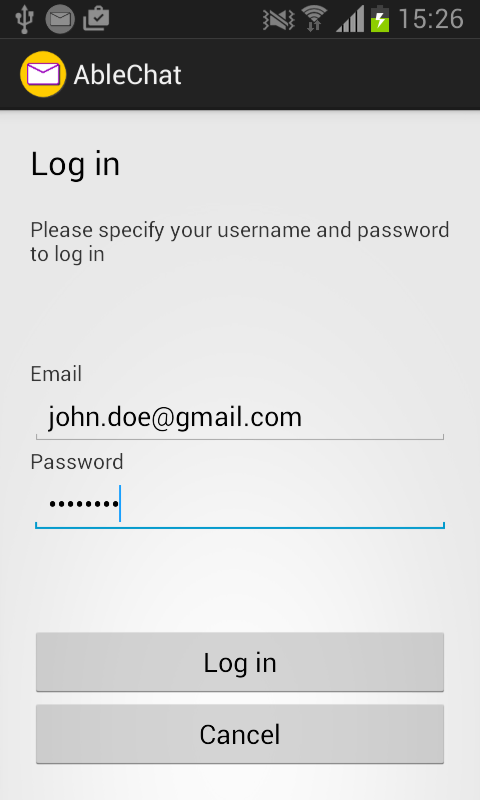 15:26
AbleChat
Log in
Please specify your username and password
to log in
Email
john.doe@gmail.com
Password
••••••••
Log in
Cancel